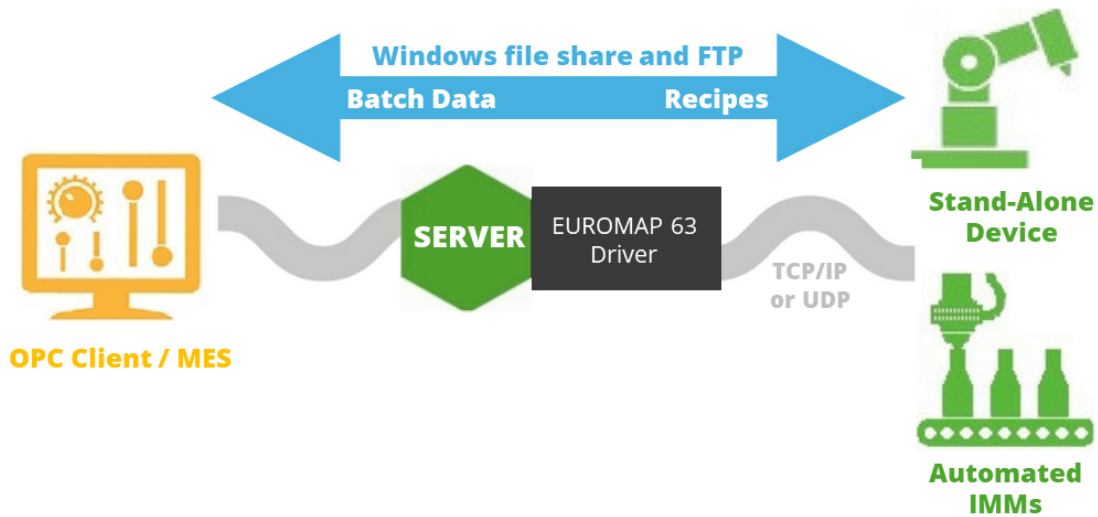 Windows file share and FTP
Batch Data
Recipes
SERVER
EUROMAP 63
Driver
TCP/IP
or UDP
Stand-Alone
Device
OPC Client / MES
Automated
IMMs